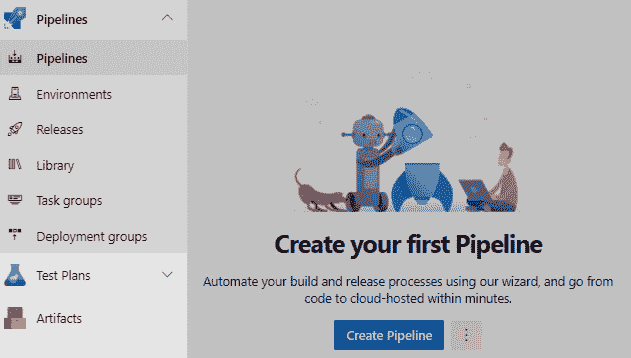 Pipelines
Pipelines
Environments
Releases
Library
Task groups
Deployment groups
Test Plans
Artifacts
Create your first Pipeline
Automate your build and release processes using our wizard, and go from
code to cloud-hosted within minutes.
Create Pipeline